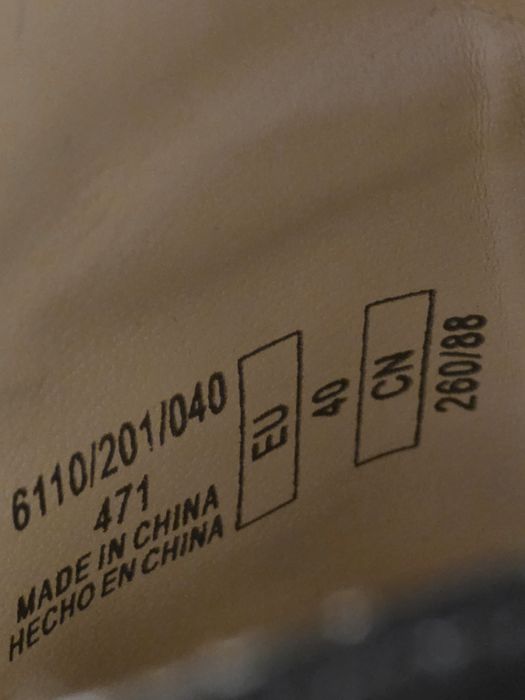 6110/201/040
471
MADE IN CHINA
HECHO EN CHINA
EU
40
CN
260/88